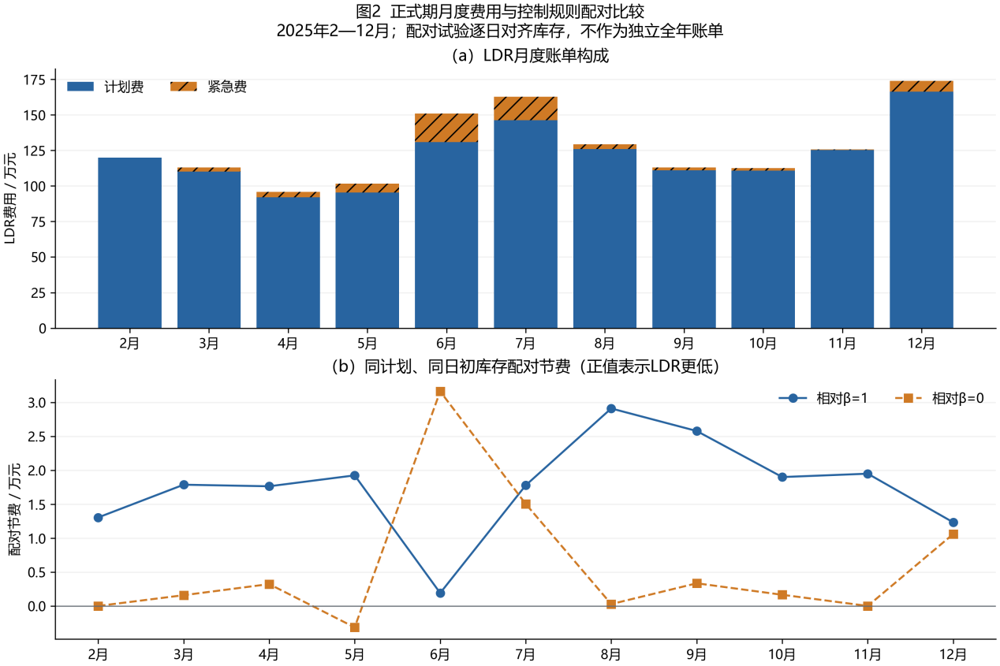 图2 正式期月度费用与控制规则配对比较
2025年2—12月；配对试验逐日对齐库存，不作为独立全年账单
（a）LDR月度账单构成
计划费 紧急费
LDR费用 / 万元
175
150
125
100
75
50
25
0
2月 3月 4月 5月 6月 7月 8月 9月 10月 11月 12月
（b）同计划、同日初库存配对节费（正值表示LDR更低）
相对β=1 相对β=0
配对节费 / 万元
3.0
2.5
2.0
1.5
1.0
0.5
0.0
2月 3月 4月 5月 6月 7月 8月 9月 10月 11月 12月